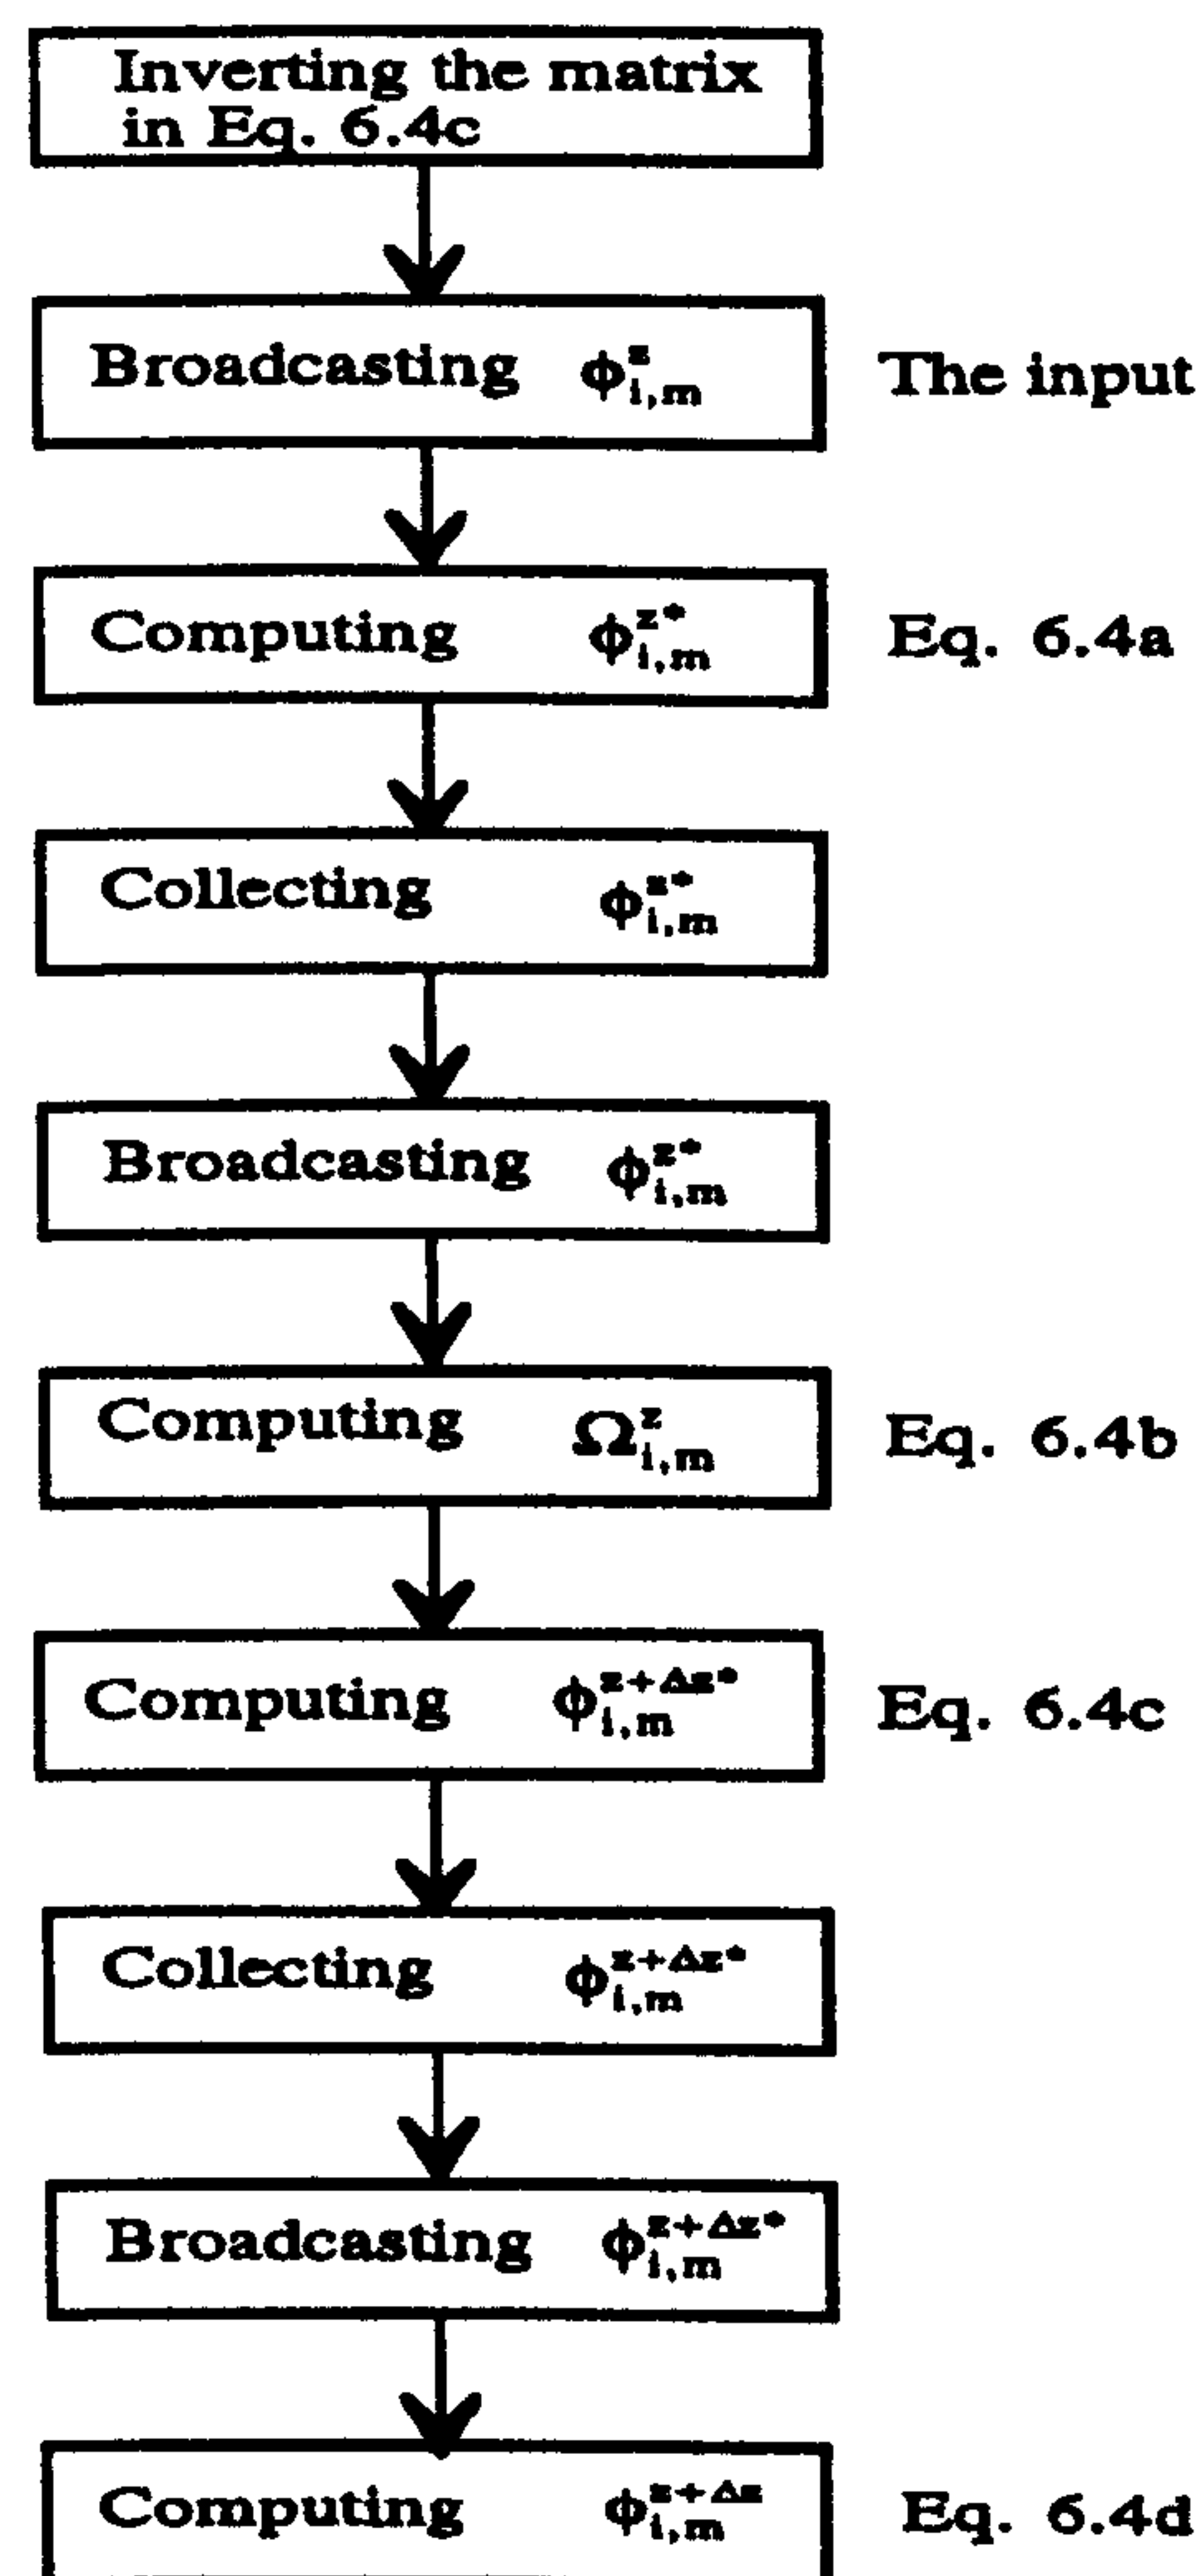 Inverting the matrix
in Eq. 6.4c
Broadcasting ϕ^z_{i,m} The input
Computing ϕ^{z*}_{i,m} Eq. 6.4a
Collecting ϕ^{z*}_{i,m}
Broadcasting ϕ^{z*}_{i,m}
Computing Ω^z_{i,m} Eq. 6.4b
Computing ϕ^{z+Δz*}_{i,m} Eq. 6.4c
Collecting ϕ^{z+Δz*}_{i,m}
Broadcasting ϕ^{z+Δz*}_{i,m}
Computing ϕ^{z+Δz}_{i,m} Eq. 6.4d